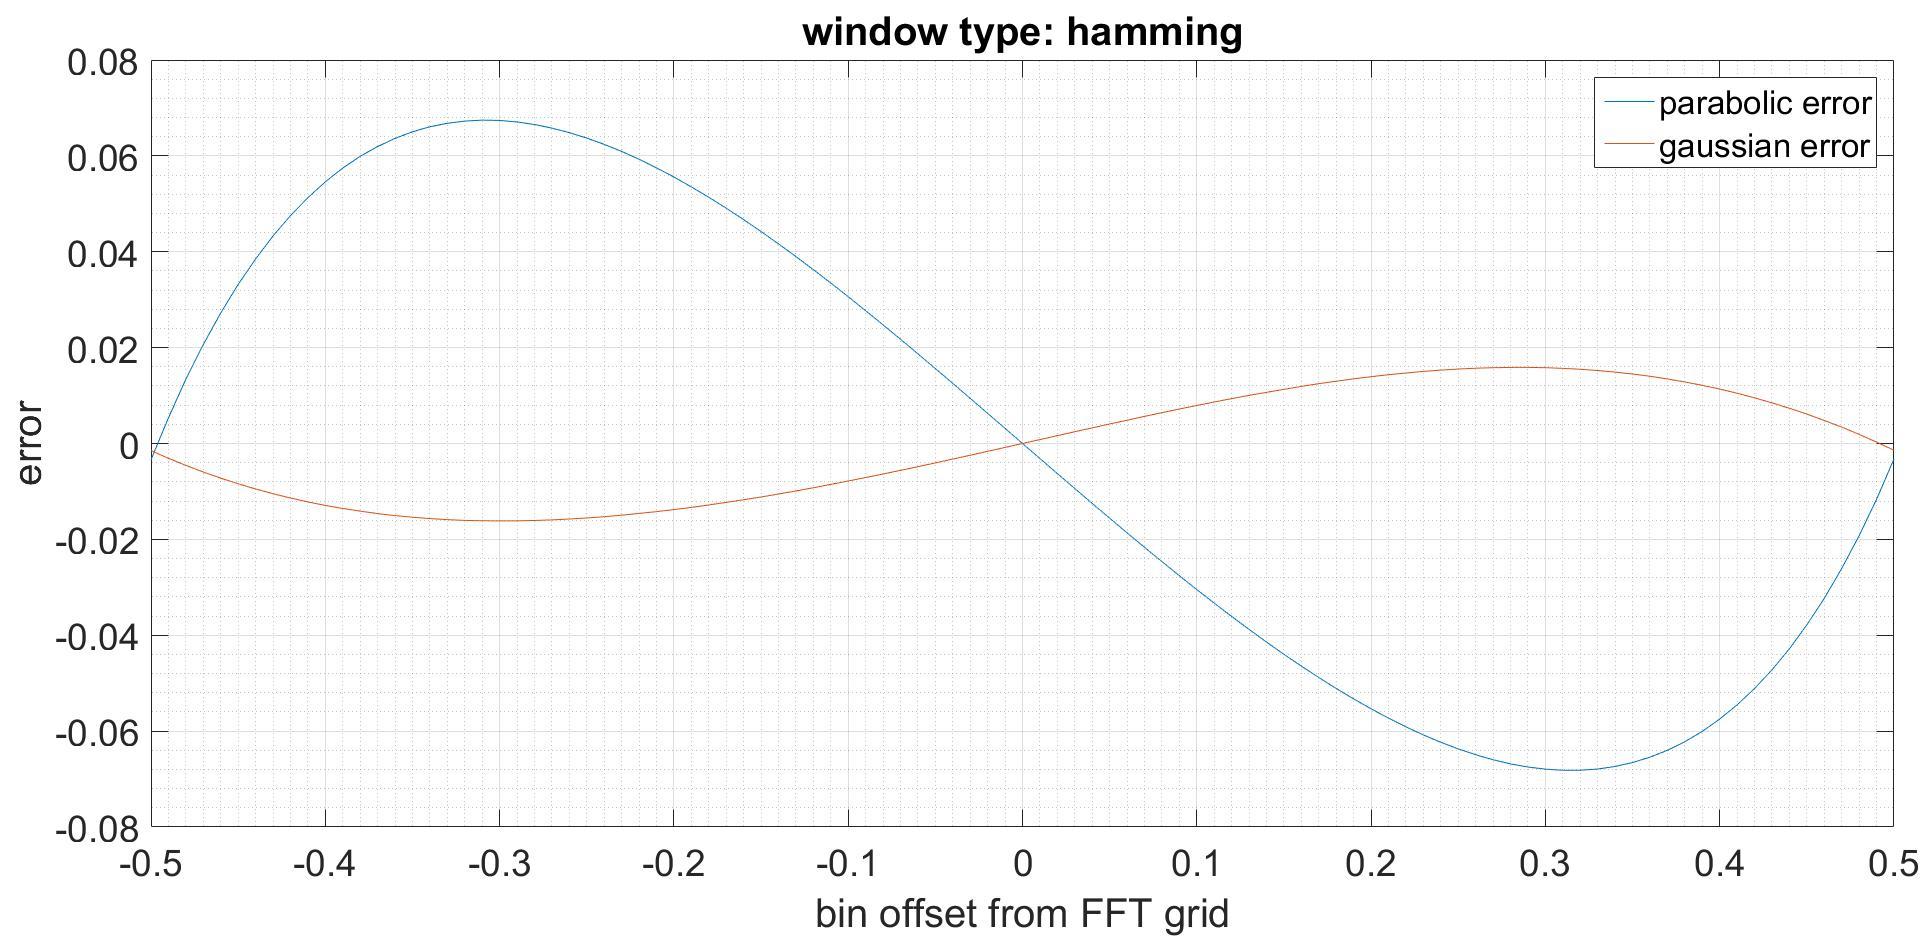 window type: hamming
0.08
0.06
0.04
0.02
0
-0.02
-0.04
-0.06
-0.08
error
parabolic error
gaussian error
-0.5 -0.4 -0.3 -0.2 -0.1 0 0.1 0.2 0.3 0.4 0.5
bin offset from FFT grid